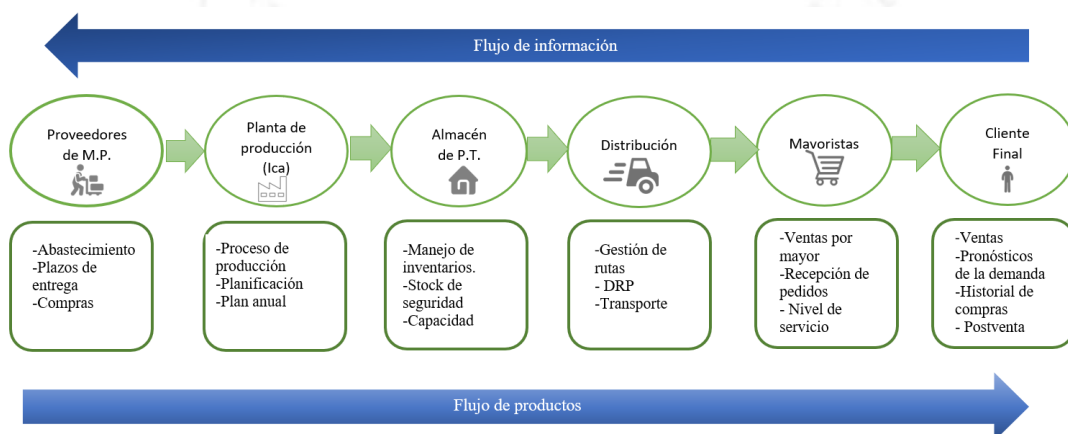 Flujo de información
Proveedores
de M.P.
Planta de
producción
(Ica)
Almacén
de P.T.
Distribución
Mayoristas
Cliente
Final
-Abastecimiento
-Plazos de
entrega
-Compras
-Proceso de
producción
-Planificación
-Plan anual
-Manejo de
inventarios.
-Stock de
seguridad
-Capacidad
-Gestión de
rutas
- DRP
-Transporte
-Ventas por
mayor
-Recepción de
pedidos
- Nivel de
servicio
-Ventas
-Pronósticos
de la demanda
-Historial de
compras
- Postventa
Flujo de productos